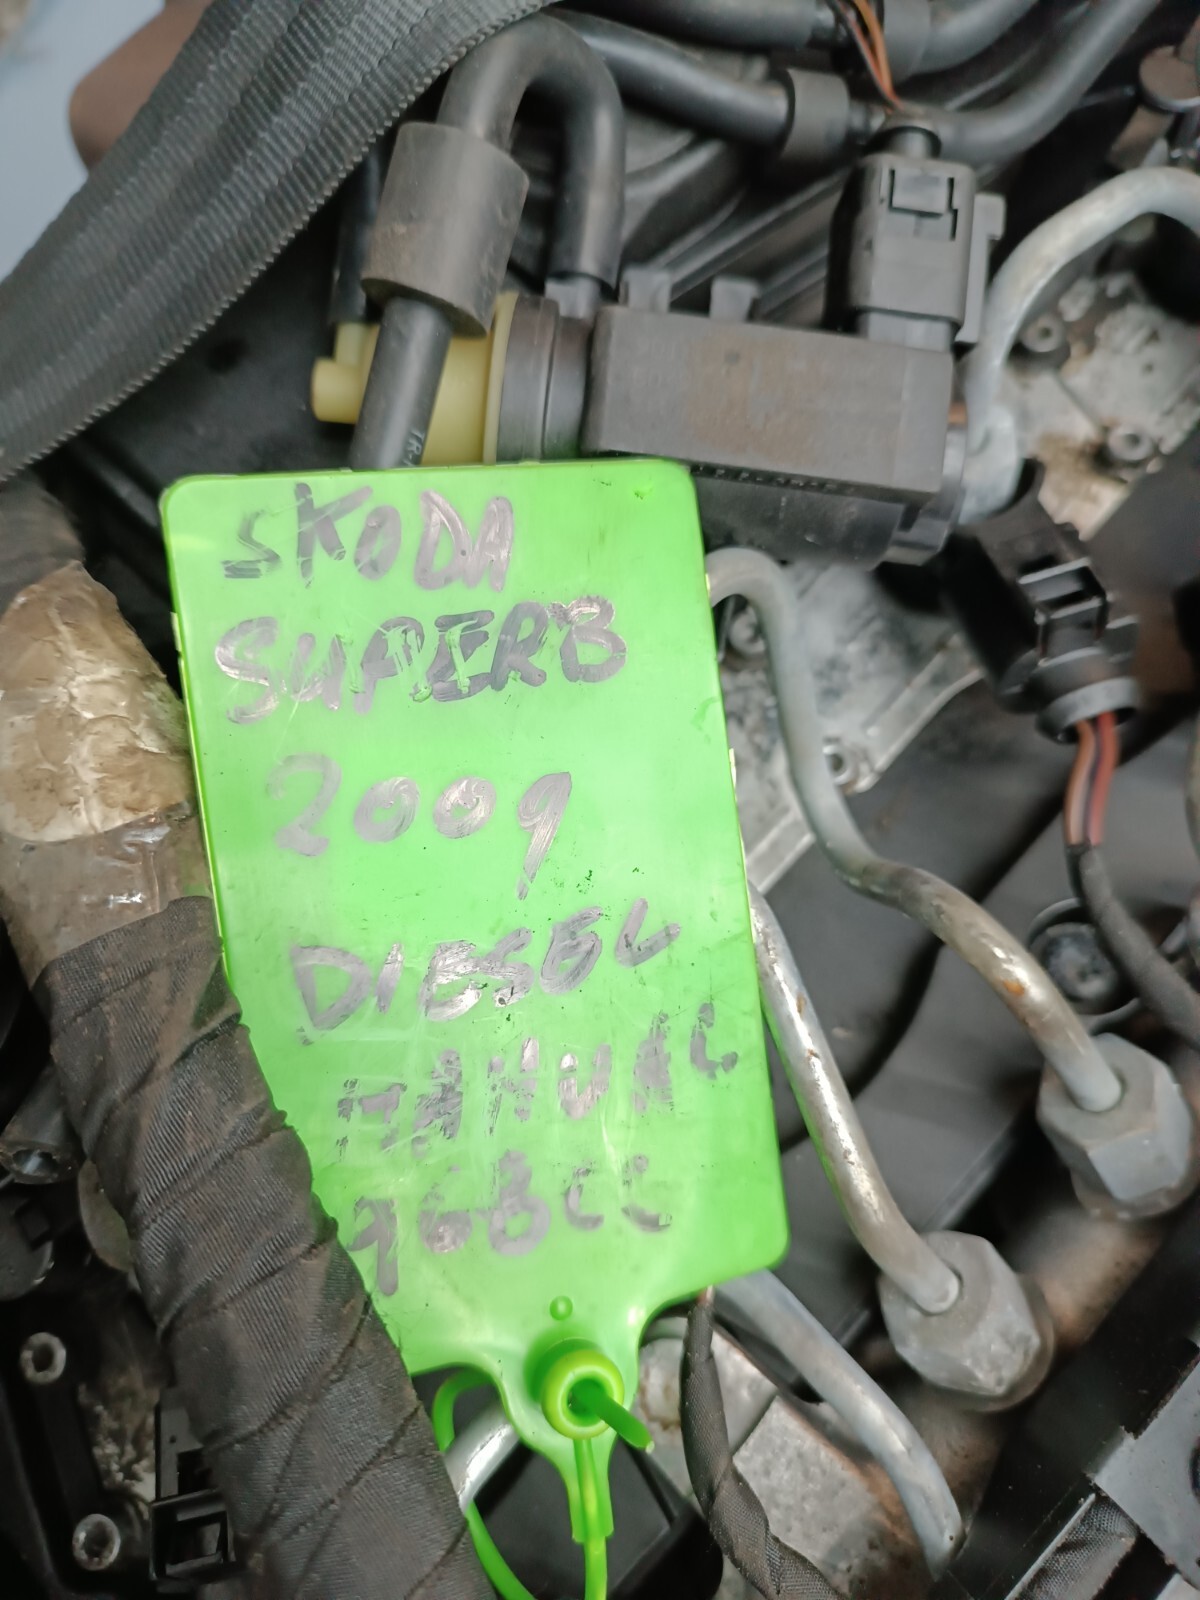 SKODA
SUPERB
2009
DIESEL
MANUAL
968CC